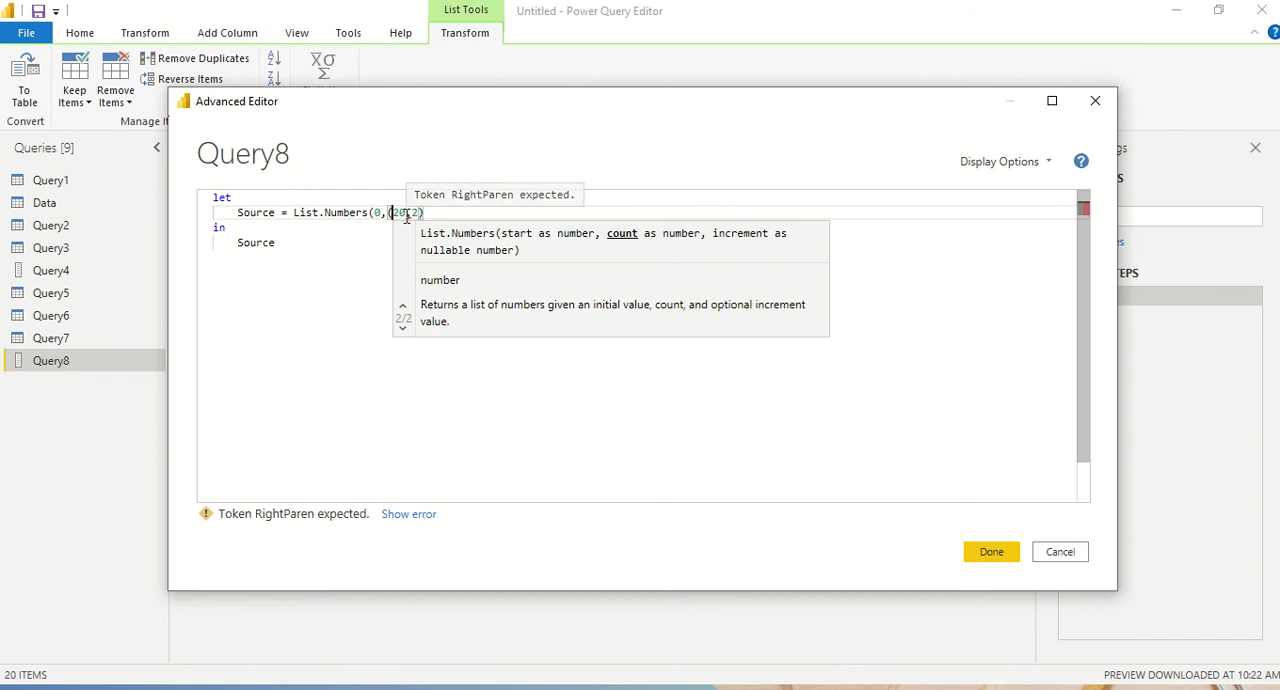 List Tools
Untitled - Power Query Editor
File
Home
Transform
Add Column
View
Tools
Help
Transform
To
Table
Keep
Items
Remove
Items
Remove Duplicates
Reverse Items
Convert
Manage
Queries [9]
Query1
Data
Query2
Query3
Query4
Query5
Query6
Query7
Query8
Advanced Editor
Query8
Display Options
let
Token RightParen expected.
Source = List.Numbers(0,(20,2)
in
Source
List.Numbers(start as number, count as number, increment as
nullable number)
number
Returns a list of numbers given an initial value, count, and optional increment
value.
2/2
Token RightParen expected. Show error
Done
Cancel
20 ITEMS
PREVIEW DOWNLOADED AT 10:22 AM